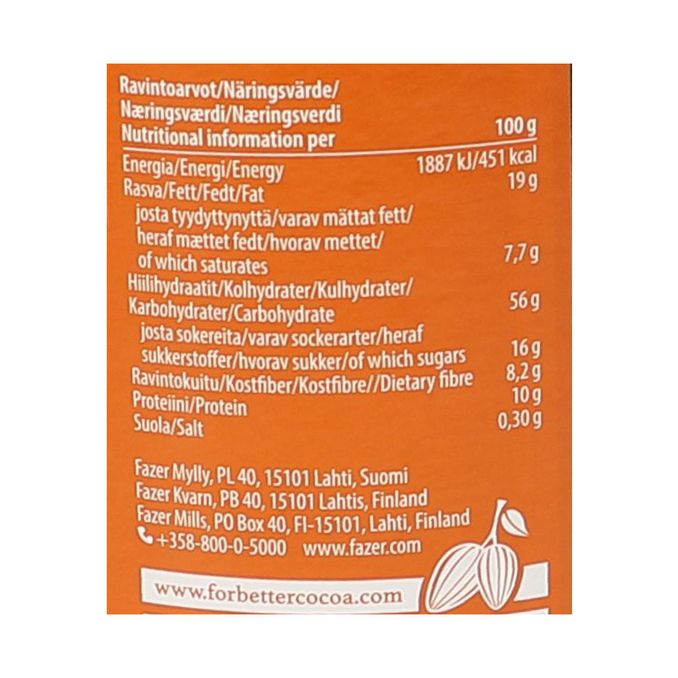 Ravintoarvot/Näringsvärde/
Næringsværdi/Næringsverdi
Nutritional information per 100 g
Energia/Energi/Energy 1887 kJ/451 kcal
Rasva/Fett/Fedt/Fat 19 g
josta tyydyttynyttä/varav mättat fett/
heraf mættet fedt/hvorav mettet/
of which saturates 7,7 g
Hiilihydraatit/Kolhydrater/Kulhydrater/
Karbohydrater/Carbohydrate 56 g
josta sokereita/varav sockerarter/heraf
sukkerstoffer/hvorav sukker/of which sugars 16 g
Ravintokuitu/Kostfiber/Kostfibre//Dietary fibre 8,2 g
Proteiini/Protein 10 g
Suola/Salt 0,30 g
Fazer Mylly, PL 40, 15101 Lahti, Suomi
Fazer Kvarn, PB 40, 15101 Lahtis, Finland
Fazer Mills, PO Box 40, FI-15101, Lahti, Finland
+358-800-0-5000 www.fazer.com
www.forbettercocoa.com